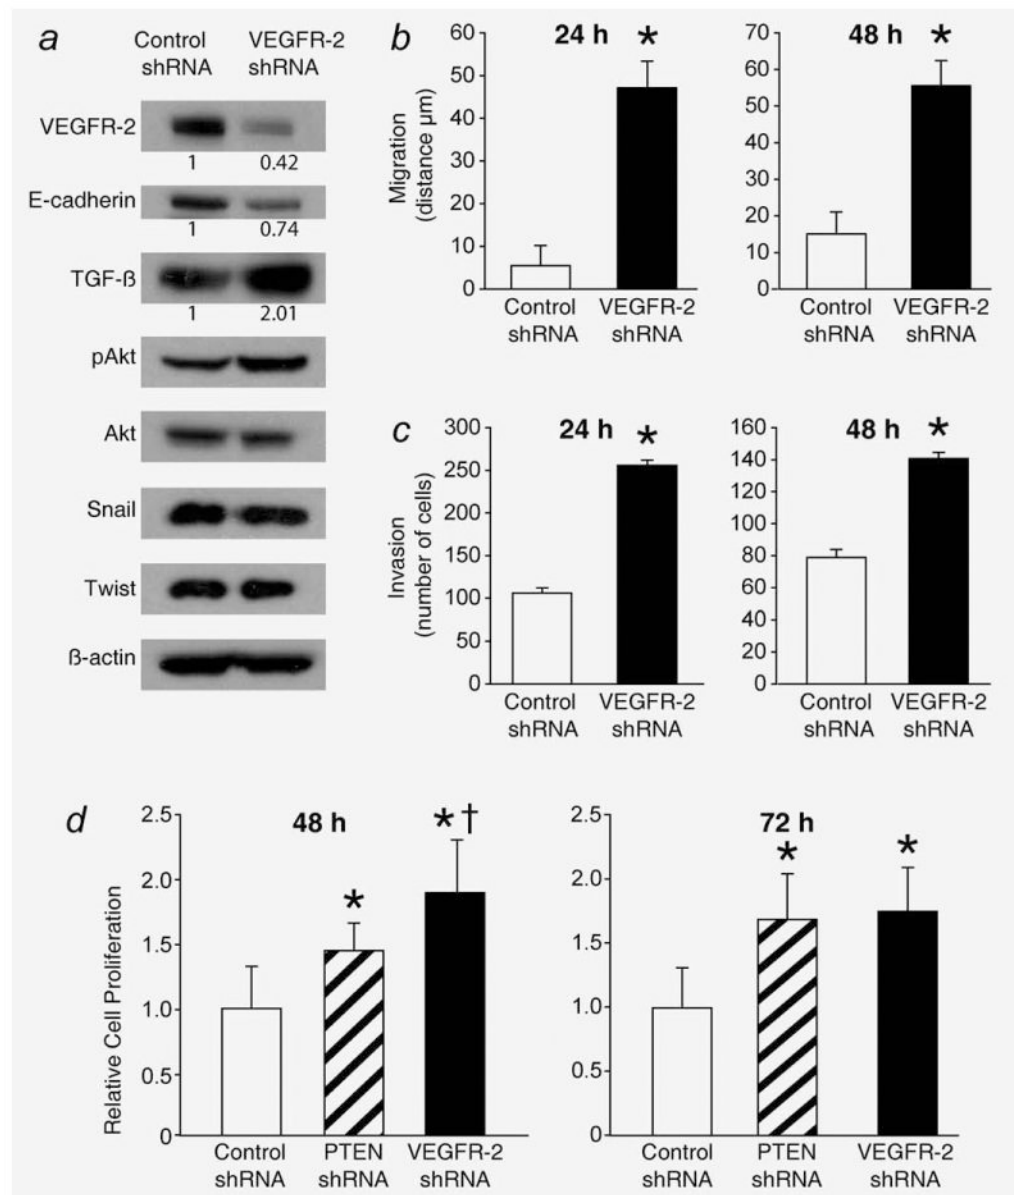 a
Control VEGFR-2
shRNA shRNA
VEGFR-2
1 0.42
E-cadherin
1 0.74
TGF-ß
1 2.01
pAkt
Akt
Snail
Twist
ß-actin
b
Migration
(distance µm)
60
50
40
30
20
10
0
24 h *
Control VEGFR-2
shRNA shRNA
70
60
50
40
30
20
10
0
48 h *
Control VEGFR-2
shRNA shRNA
c
Invasion
(number of cells)
300
250
200
150
100
50
0
24 h *
Control VEGFR-2
shRNA shRNA
160
140
120
100
80
60
40
20
0
48 h *
Control VEGFR-2
shRNA shRNA
d
Relative Cell Proliferation
2.5
2.0
1.5
1.0
0.5
0
48 h
* *†
Control PTEN VEGFR-2
shRNA shRNA shRNA
2.5
2.0
1.5
1.0
0.5
0
72 h
* *
Control PTEN VEGFR-2
shRNA shRNA shRNA